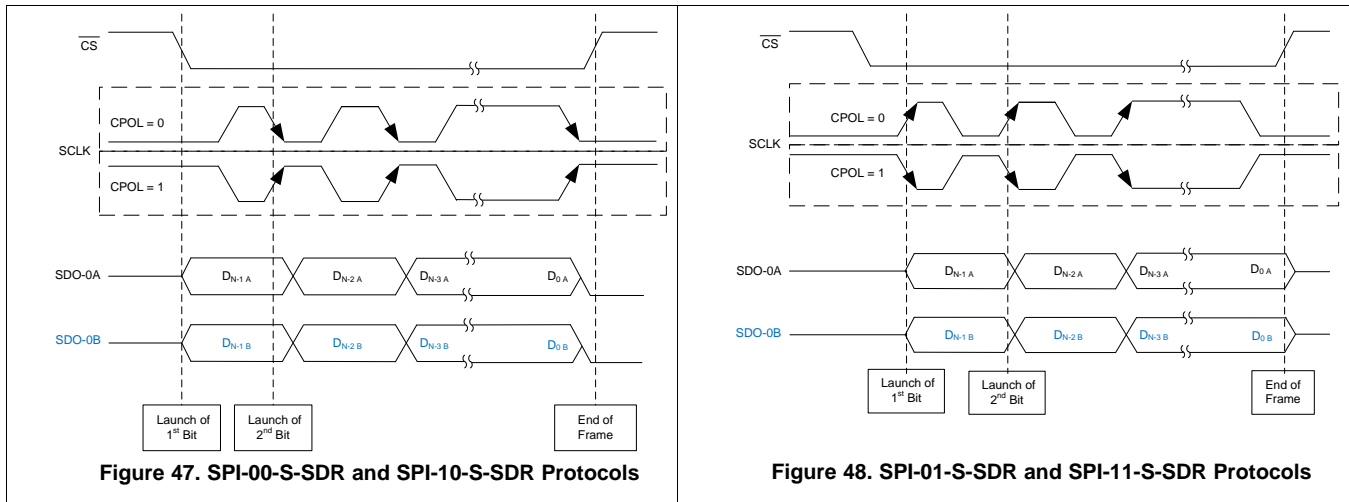 CS
CPOL = 0
SCLK
CPOL = 1
SDO-0A
DN-1 A
DN-2 A
DN-3 A
D0 A
SDO-0B
DN-1 B
DN-2 B
DN-3 B
D0 B
Launch of
1st Bit
Launch of
2nd Bit
End of
Frame
Figure 47. SPI-00-S-SDR and SPI-10-S-SDR Protocols
CS
CPOL = 0
SCLK
CPOL = 1
SDO-0A
DN-1 A
DN-2 A
DN-3 A
D0 A
SDO-0B
DN-1 B
DN-2 B
DN-3 B
D0 B
Launch of
1st Bit
Launch of
2nd Bit
End of
Frame
Figure 48. SPI-01-S-SDR and SPI-11-S-SDR Protocols